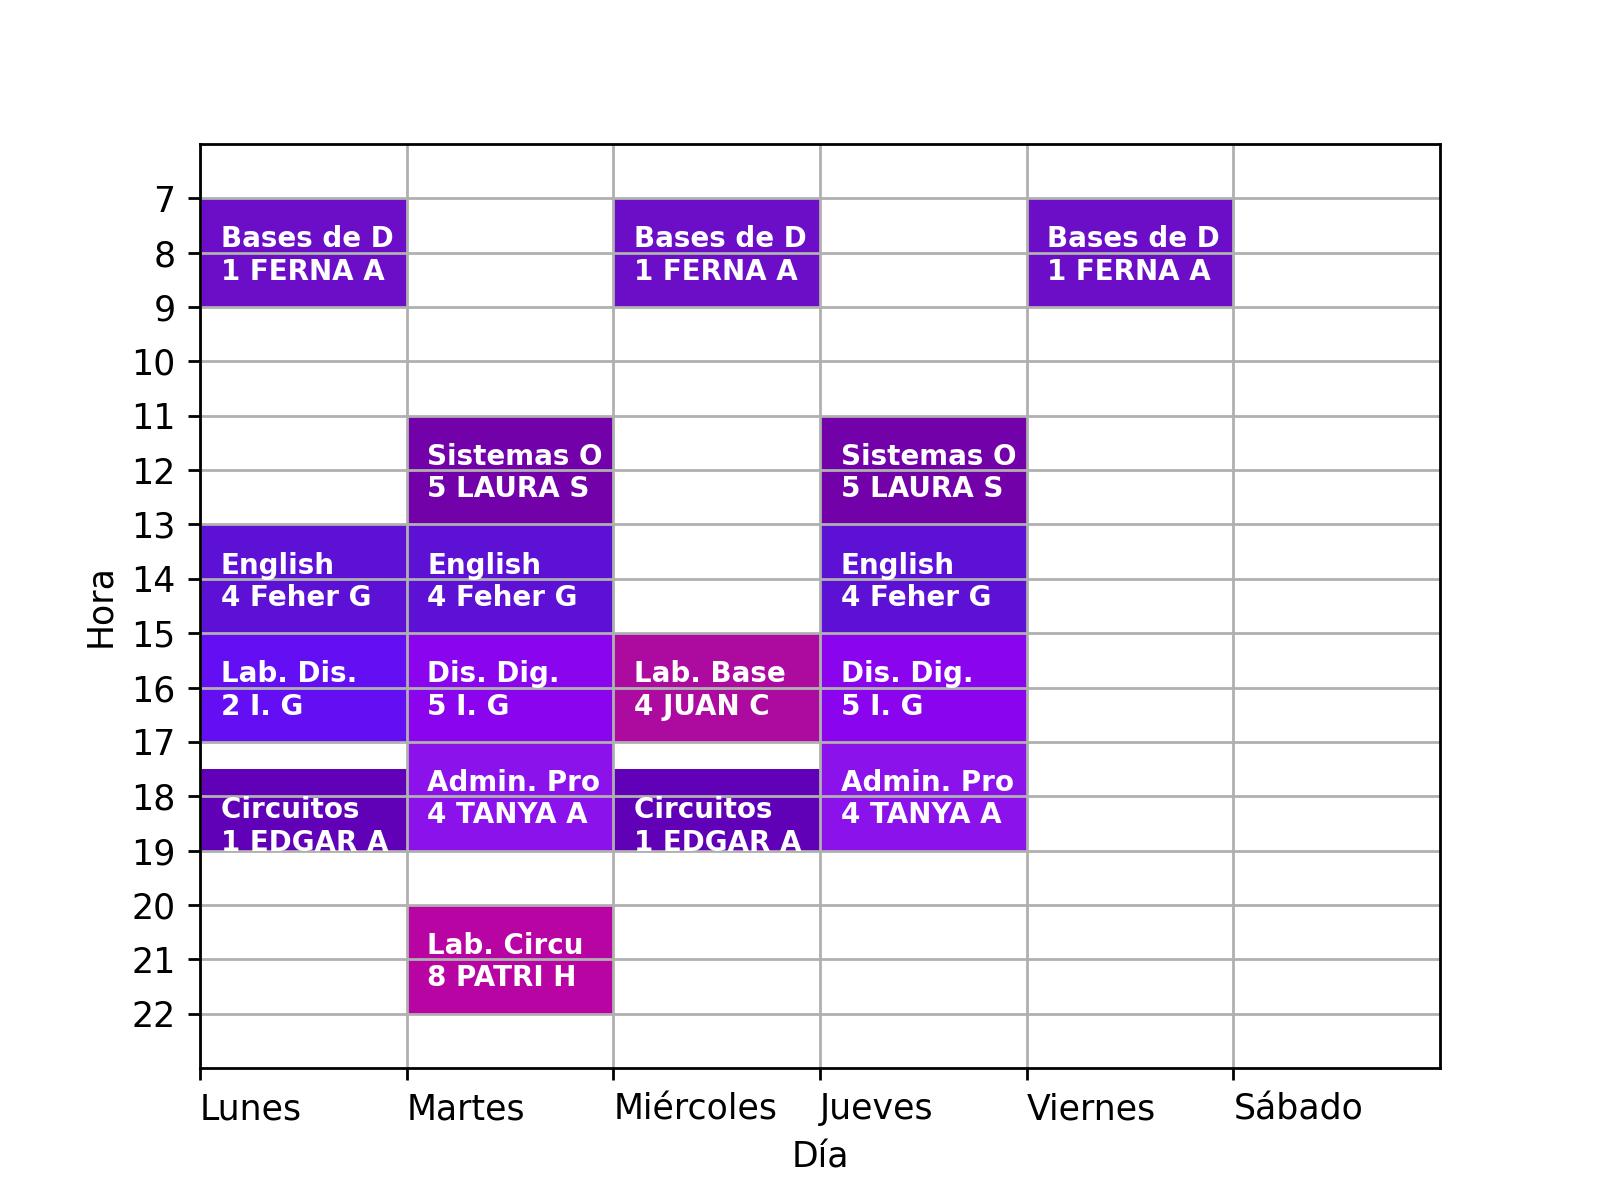 7
Bases de D
1 FERNA A
Bases de D
1 FERNA A
Bases de D
1 FERNA A
8
9
10
11
Sistemas O
5 LAURA S
Sistemas O
5 LAURA S
12
13
English
4 Feher G
English
4 Feher G
English
4 Feher G
14
15
Lab. Dis.
2 I. G
Dis. Dig.
5 I. G
Lab. Base
4 JUAN C
Dis. Dig.
5 I. G
16
17
Admin. Pro
4 TANYA A
Admin. Pro
4 TANYA A
18
Circuitos
1 EDGAR A
Circuitos
1 EDGAR A
19
20
Lab. Circu
8 PATRI H
21
22
Hora
Lunes
Martes
Miércoles
Jueves
Viernes
Sábado
Día